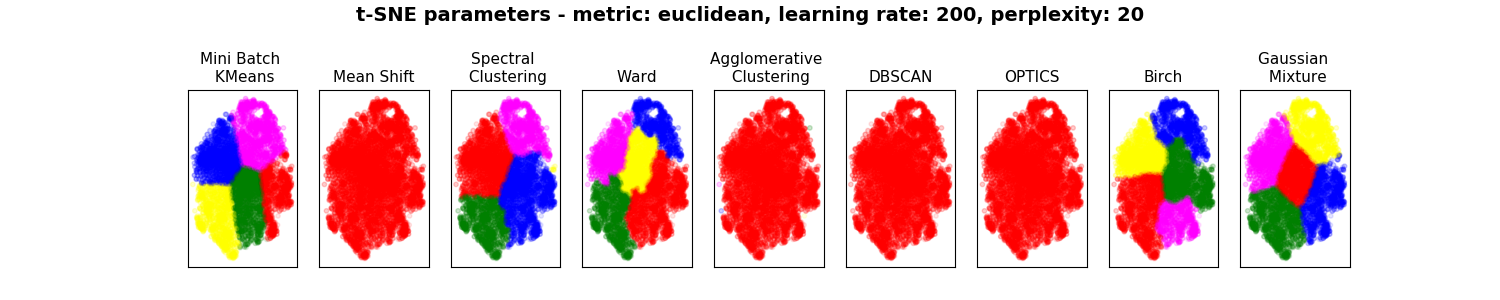 t-SNE parameters - metric: euclidean, learning rate: 200, perplexity: 20
Mini Batch
KMeans
Mean Shift
Spectral
Clustering
Ward
Agglomerative
Clustering
DBSCAN
OPTICS
Birch
Gaussian
Mixture